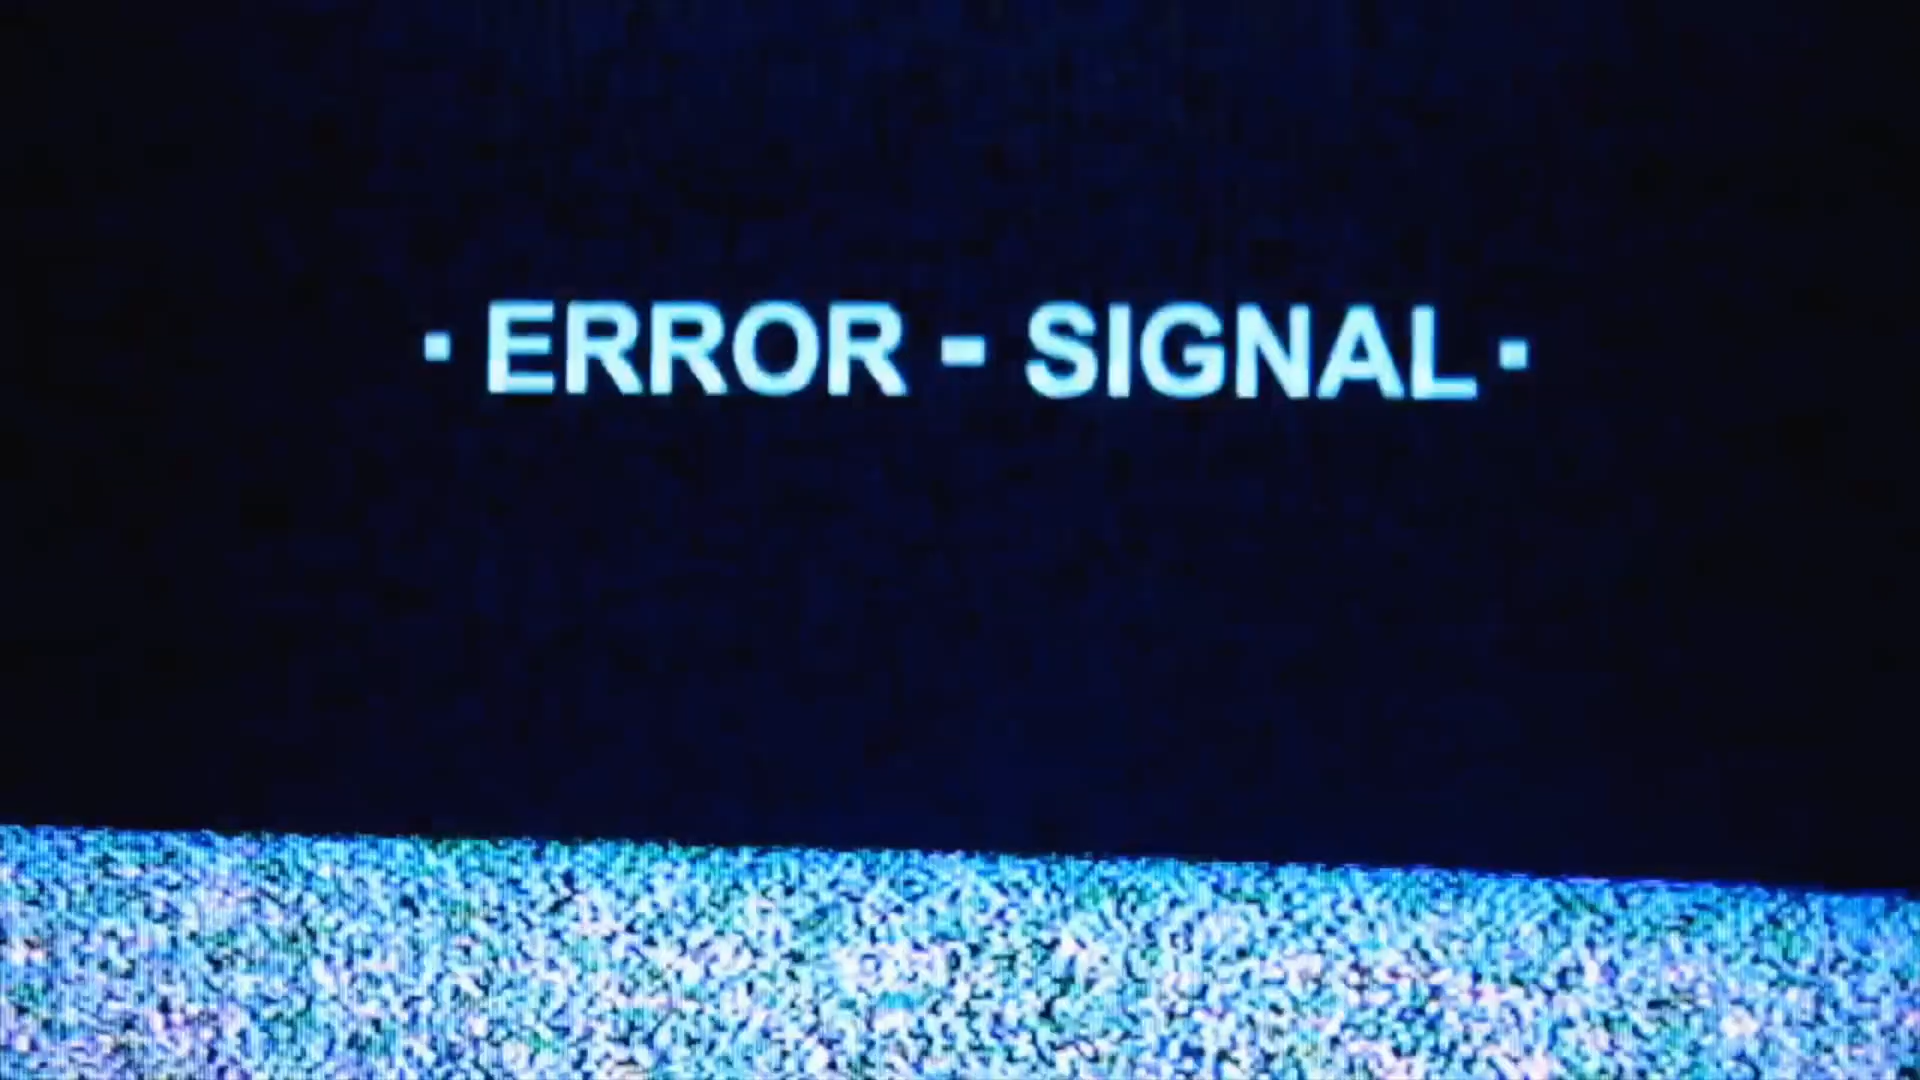 · ERROR - SIGNAL ·